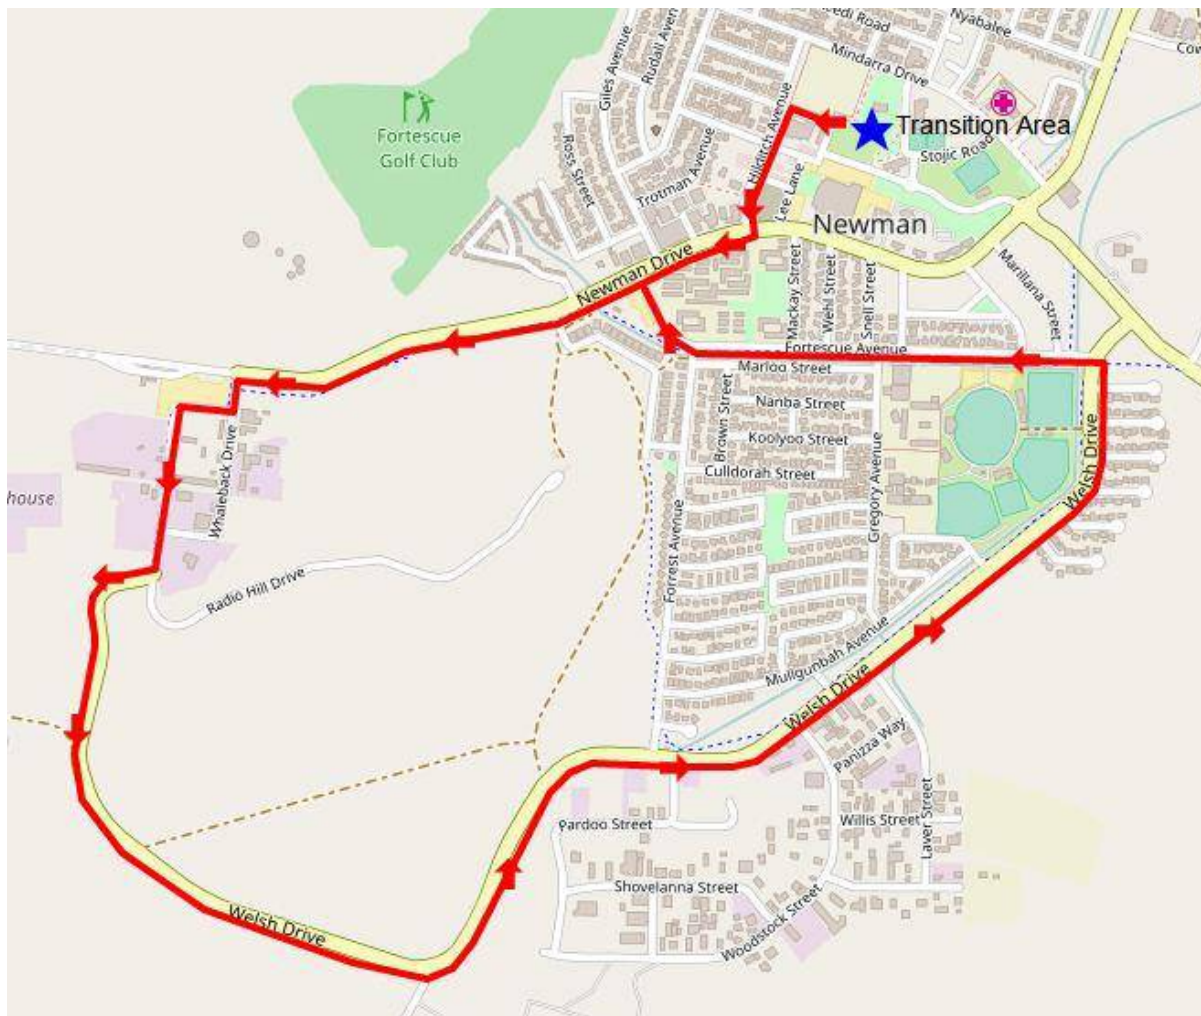 Nyabalee
Mindarra Drive
Giles Avenue
Rudall
Fortescue
Golf Club
Transition Area
Stojic Road
Ross Street
Trotman Avenue
Hilditch Avenue
Lee Lane
Newman
Newman Drive
Mackay Street
Wehl Street
Snell Street
Marillana Street
Fortescue Avenue
Marloo Street
Nanba Street
Brown Street
Koolyoo Street
Culldorah Street
Gregory Avenue
Welsh Drive
Whaleback Drive
house
Radio Hill Drive
Forrest Avenue
Mullgunbah Avenue
Welsh Drive
Panizza Way
Pardoo Street
Willis Street
Laver Street
Shovelanna Street
Welsh Drive
Woodstock Street